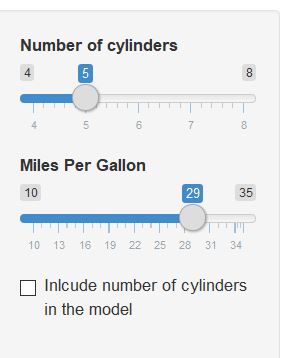 Number of cylinders
4 5 8
4 5 6 7 8
Miles Per Gallon
10 29 35
10 13 16 19 22 25 28 31 34
Inlcude number of cylinders
in the model